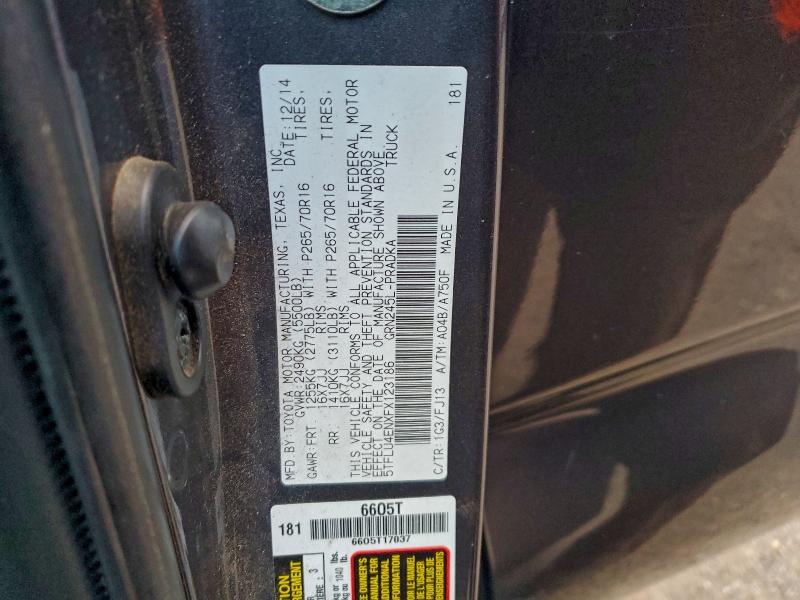 MFD BY:TOYOTA MOTOR MANUFACTURING, TEXAS, INC.
GVWR:2490KG (5500LB) DATE:12/14
GAWR:FRT. 1255KG (2775LB) WITH P265/70R16 TIRES,
16X7JJ RIMS
RR. 1410KG (3110LB) WITH P265/70R16 TIRES,
16X7JJ RIMS
THIS VEHICLE CONFORMS TO ALL APPLICABLE FEDERAL MOTOR
VEHICLE SAFETY AND THEFT PREVENTION STANDARDS IN
EFFECT ON THE DATE OF MANUFACTURE SHOWN ABOVE.
5TFLU4ENXFX123186 GRN245L-PRADKA TRUCK
C/TR:1G3/FJ13 A/TM:A04B/A750F MADE IN U.S.A. 181
6605T
181
6605T17037